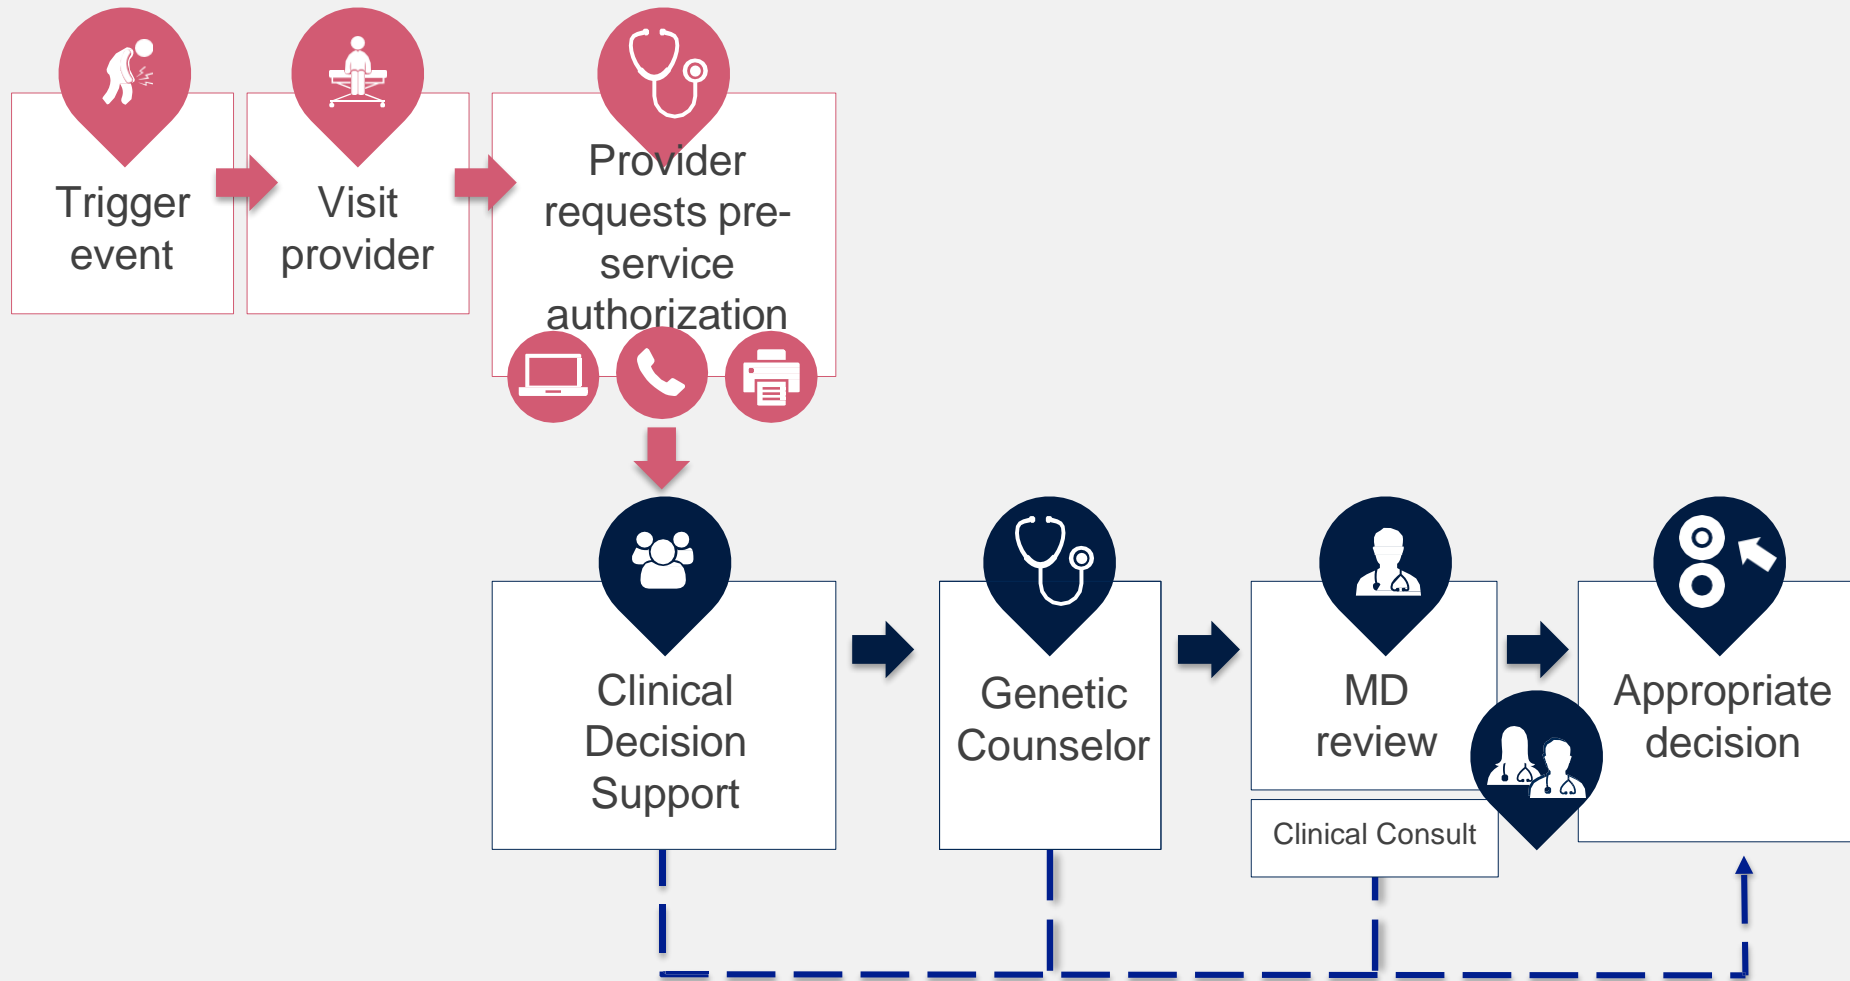 Trigger
event
Visit
provider
Provider
requests pre-
service
authorization
Clinical
Decision
Support
Genetic
Counselor
MD
review
Clinical Consult
Appropriate
decision